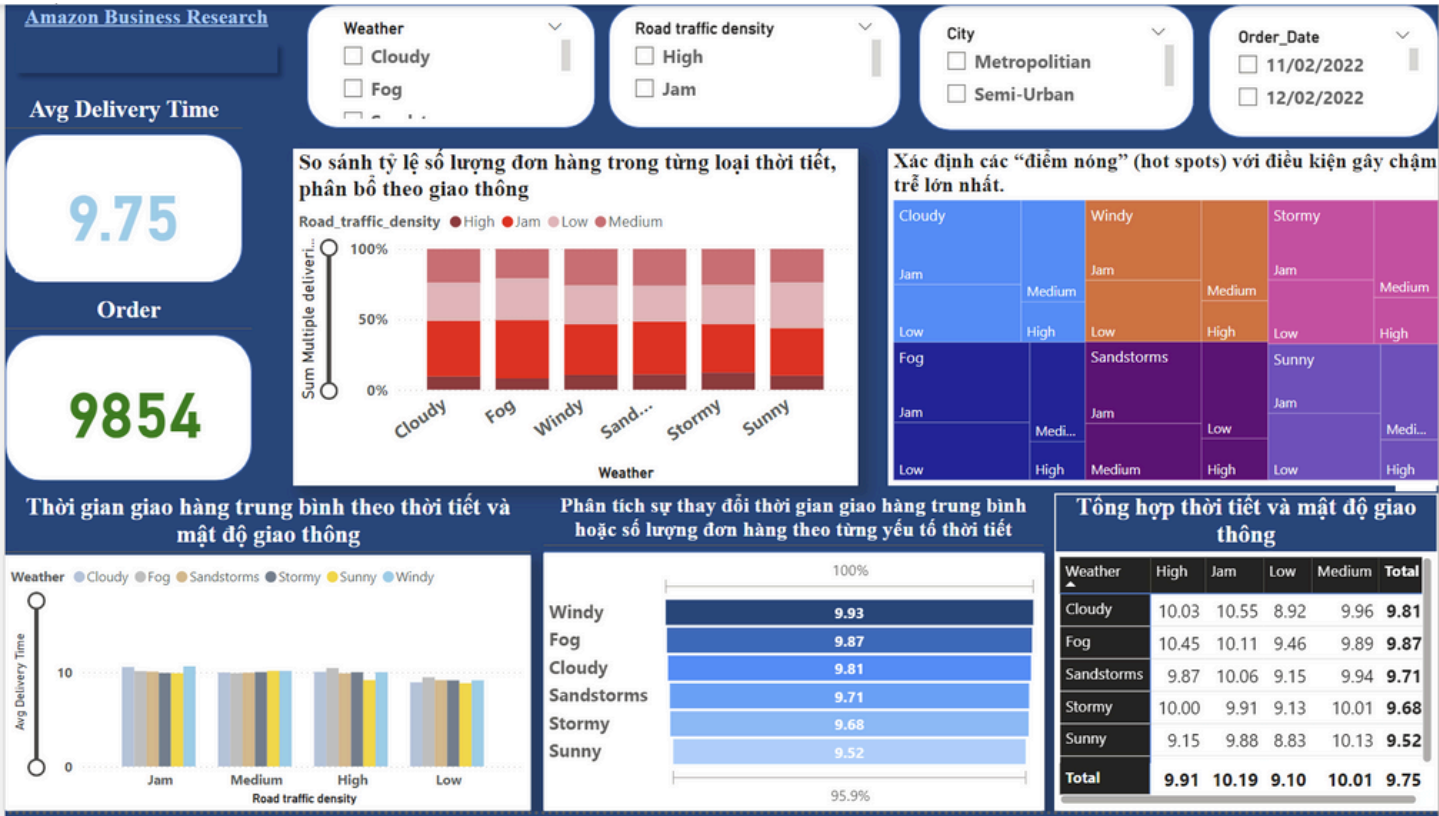 Amazon Business Research
Weather
Cloudy
Fog
Road traffic density
High
Jam
City
Metropolitian
Semi-Urban
Order_Date
11/02/2022
12/02/2022
Avg Delivery Time
9.75
Order
9854
So sánh tỷ lệ số lượng đơn hàng trong từng loại thời tiết,
phân bổ theo giao thông
Road_traffic_density High Jam Low Medium
Sum Multiple deliveri...
100%
50%
0%
Cloudy Fog Windy Sand... Stormy Sunny
Weather
Xác định các “điểm nóng” (hot spots) với điều kiện gây chậm
trễ lớn nhất.
Cloudy
Jam
Medium
Low
High
Windy
Jam
Medium
Low
High
Stormy
Jam
Medium
Low
High
Fog
Jam
Medi...
Low
High
Sandstorms
Jam
Low
Medium
High
Sunny
Jam
Medi...
Low
High
Thời gian giao hàng trung bình theo thời tiết và
mật độ giao thông
Weather Cloudy Fog Sandstorms Stormy Sunny Windy
Avg Delivery Time
10
0
Jam Medium High Low
Road traffic density
Phân tích sự thay đổi thời gian giao hàng trung bình
hoặc số lượng đơn hàng theo từng yếu tố thời tiết
100%
Windy 9.93
Fog 9.87
Cloudy 9.81
Sandstorms 9.71
Stormy 9.68
Sunny 9.52
95.9%
Tổng hợp thời tiết và mật độ giao
thông
Weather High Jam Low Medium Total
Cloudy 10.03 10.55 8.92 9.96 9.81
Fog 10.45 10.11 9.46 9.89 9.87
Sandstorms 9.87 10.06 9.15 9.94 9.71
Stormy 10.00 9.91 9.13 10.01 9.68
Sunny 9.15 9.88 8.83 10.13 9.52
Total 9.91 10.19 9.10 10.01 9.75